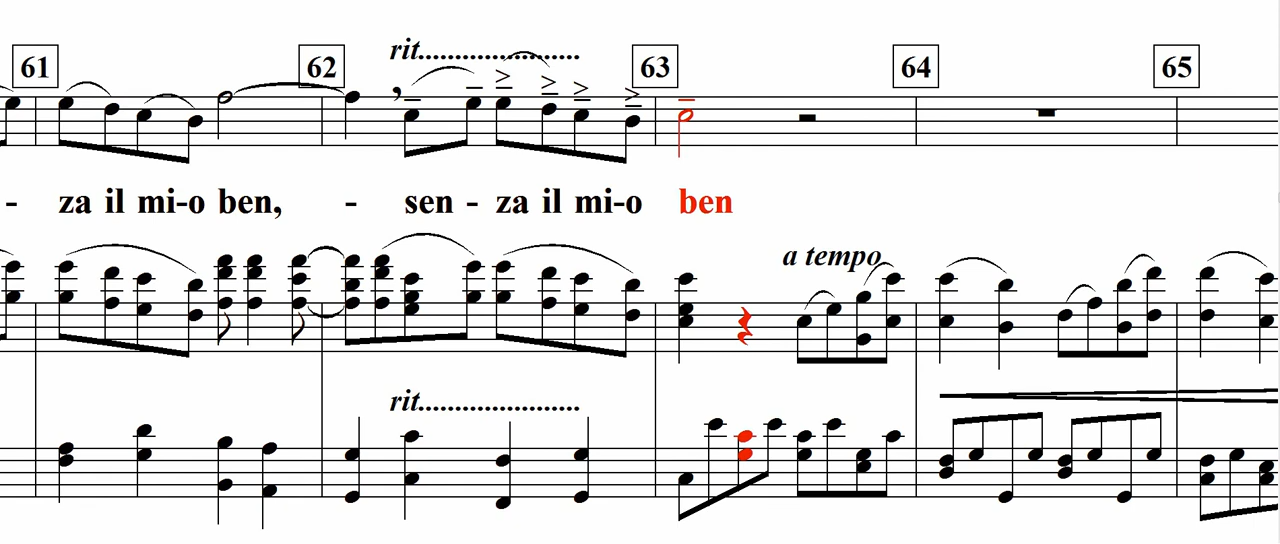 rit......................
61 62 63 64 65
- za il mi-o ben, - sen - za il mi-o ben
a tempo
rit......................